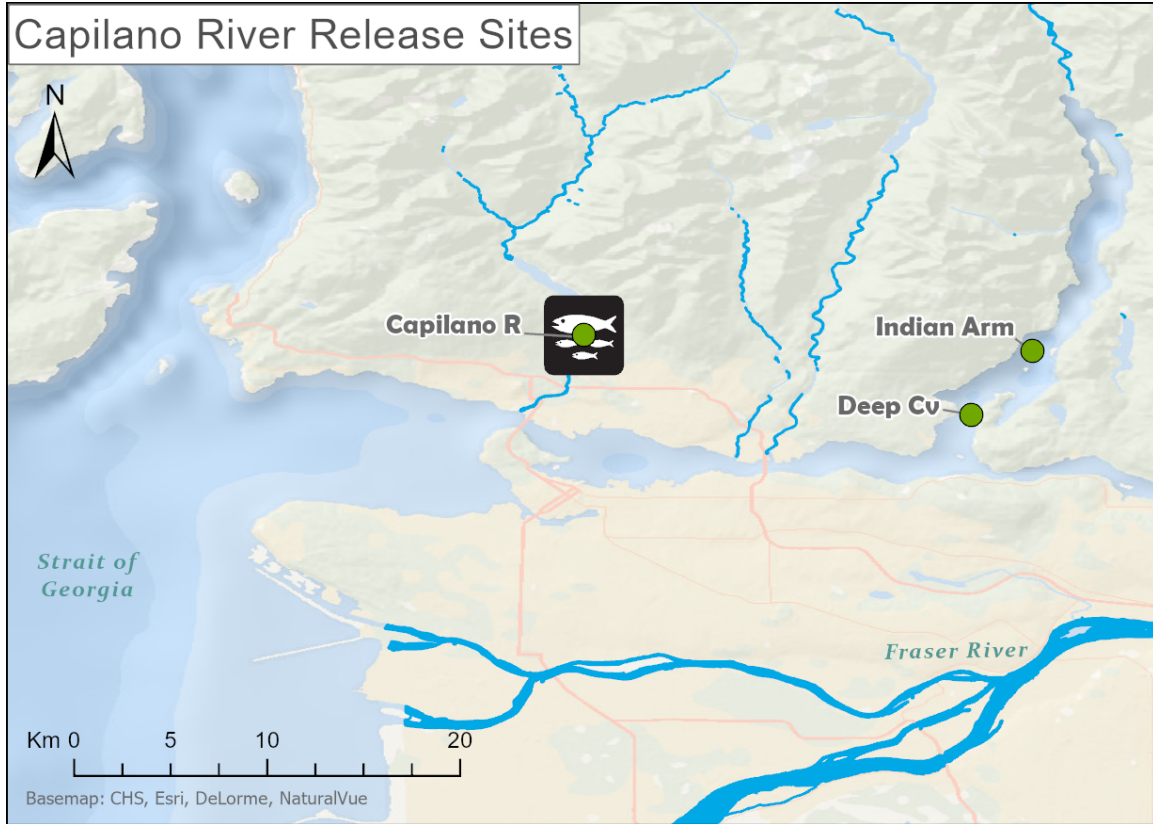 Capilano River Release Sites
N
Capilano R
Indian Arm
Deep Cv
Strait of
Georgia
Fraser River
Km 0 5 10 20
Basemap: CHS, Esri, DeLorme, NaturalVue